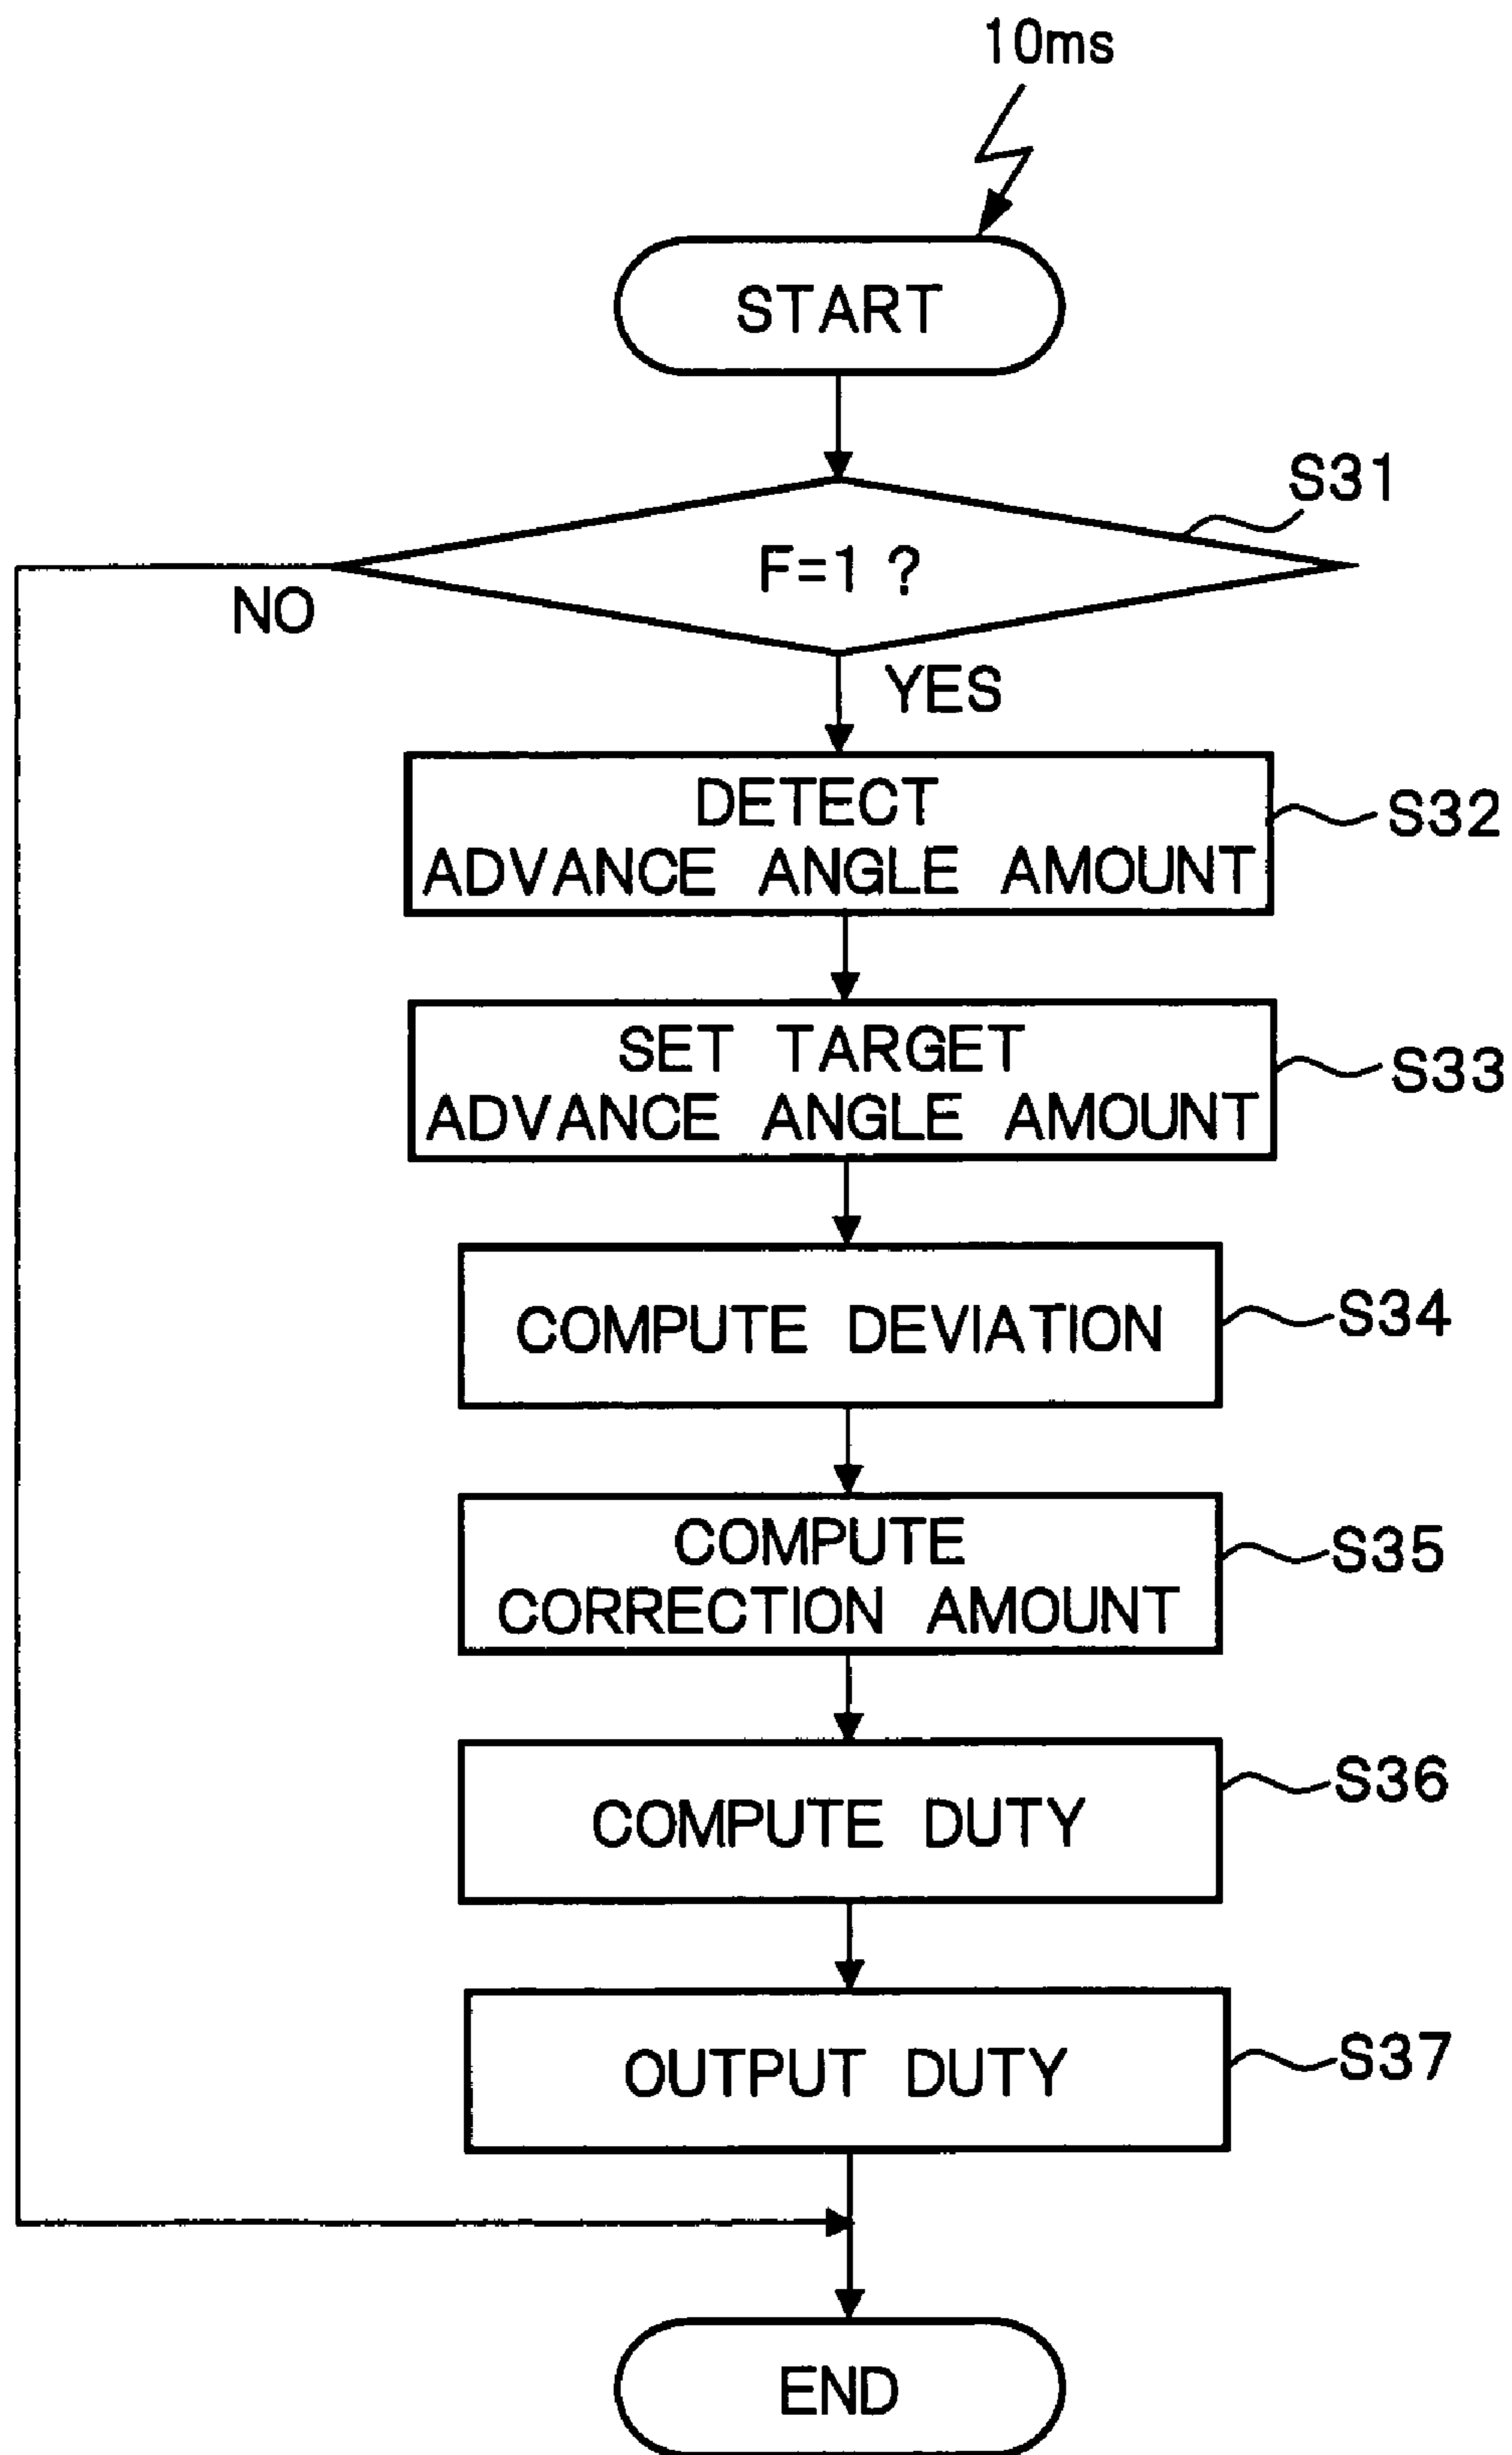 10ms
START
S31
F=1 ?
NO
YES
DETECT
ADVANCE ANGLE AMOUNT
S32
SET TARGET
ADVANCE ANGLE AMOUNT
S33
COMPUTE DEVIATION
S34
COMPUTE
CORRECTION AMOUNT
S35
COMPUTE DUTY
S36
OUTPUT DUTY
S37
END